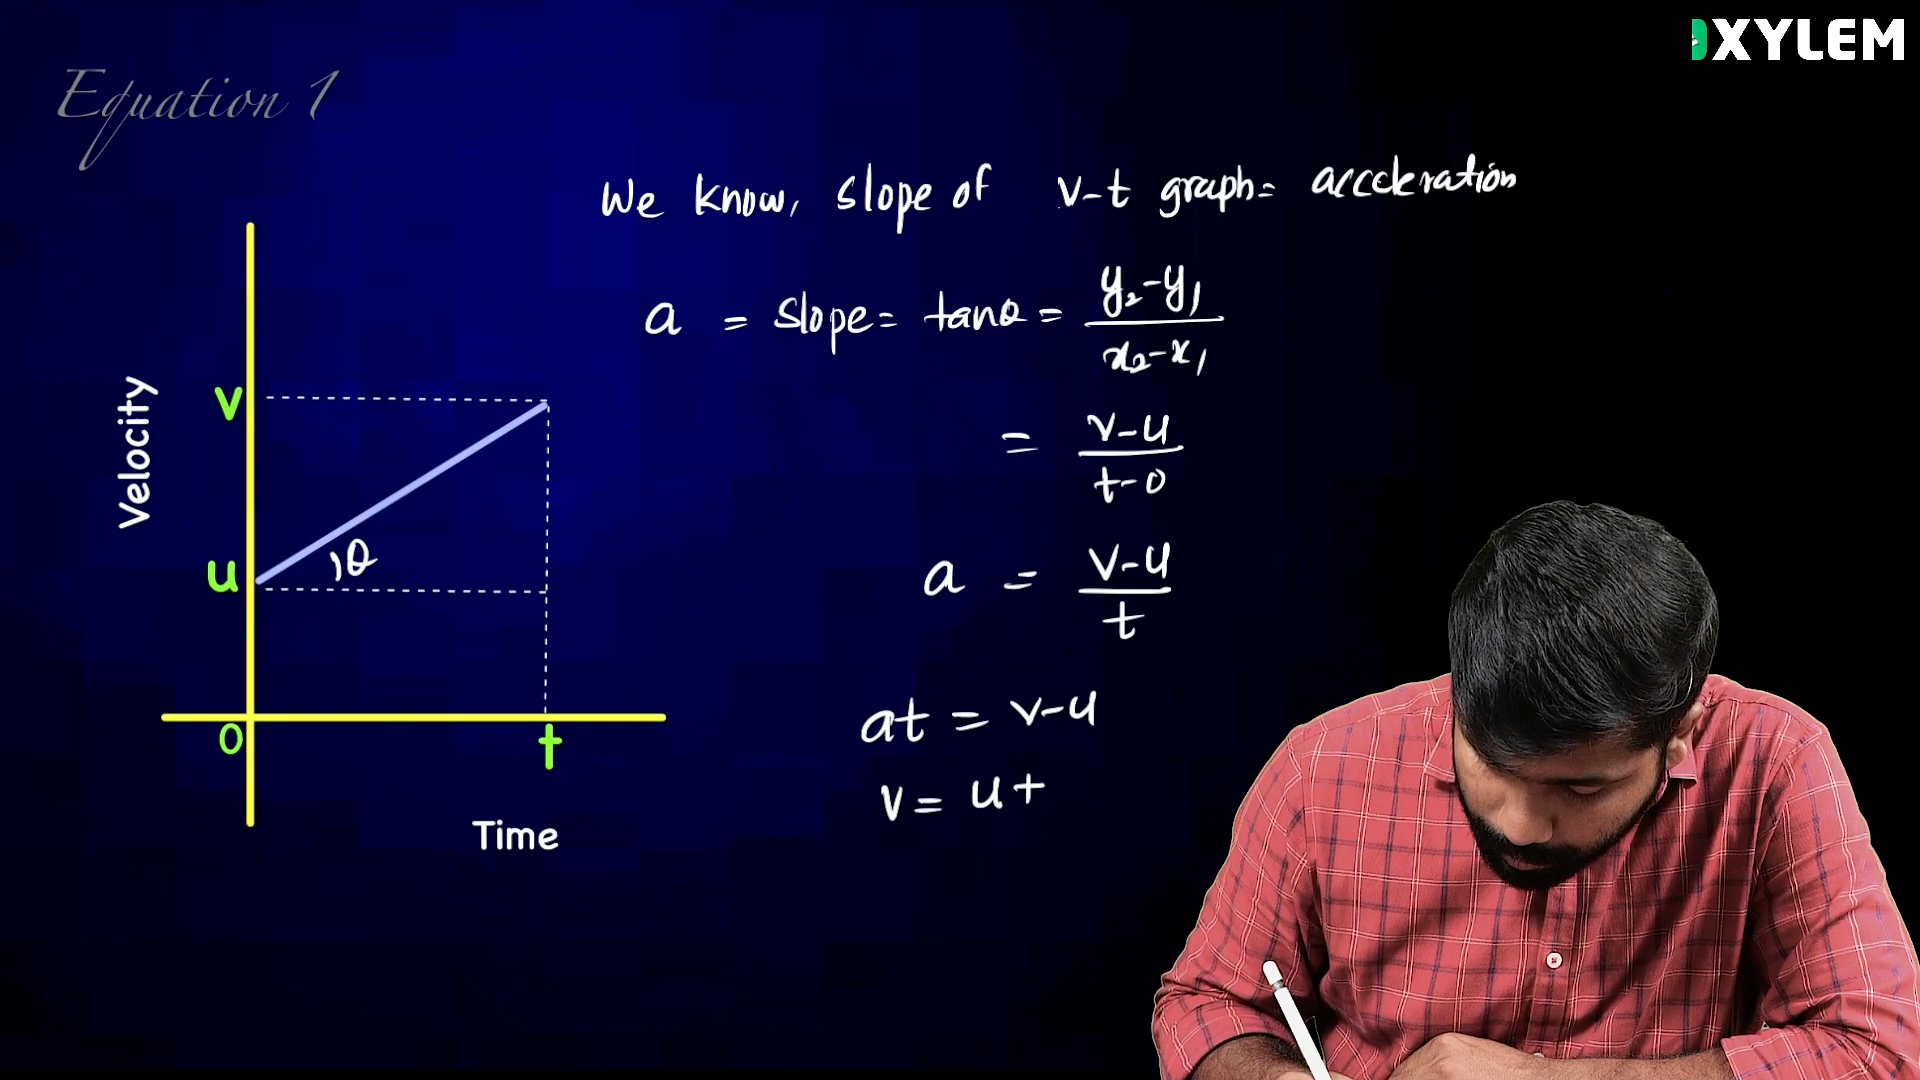 XYLEM
Equation 1
We know, slope of v-t graph= acceleration
a = slope= tanθ = y₂-y₁ / x₂-x₁
= v-u / t-0
a = v-u / t
at = v-u
v = u+
Velocity
v
u
θ
0
t
Time